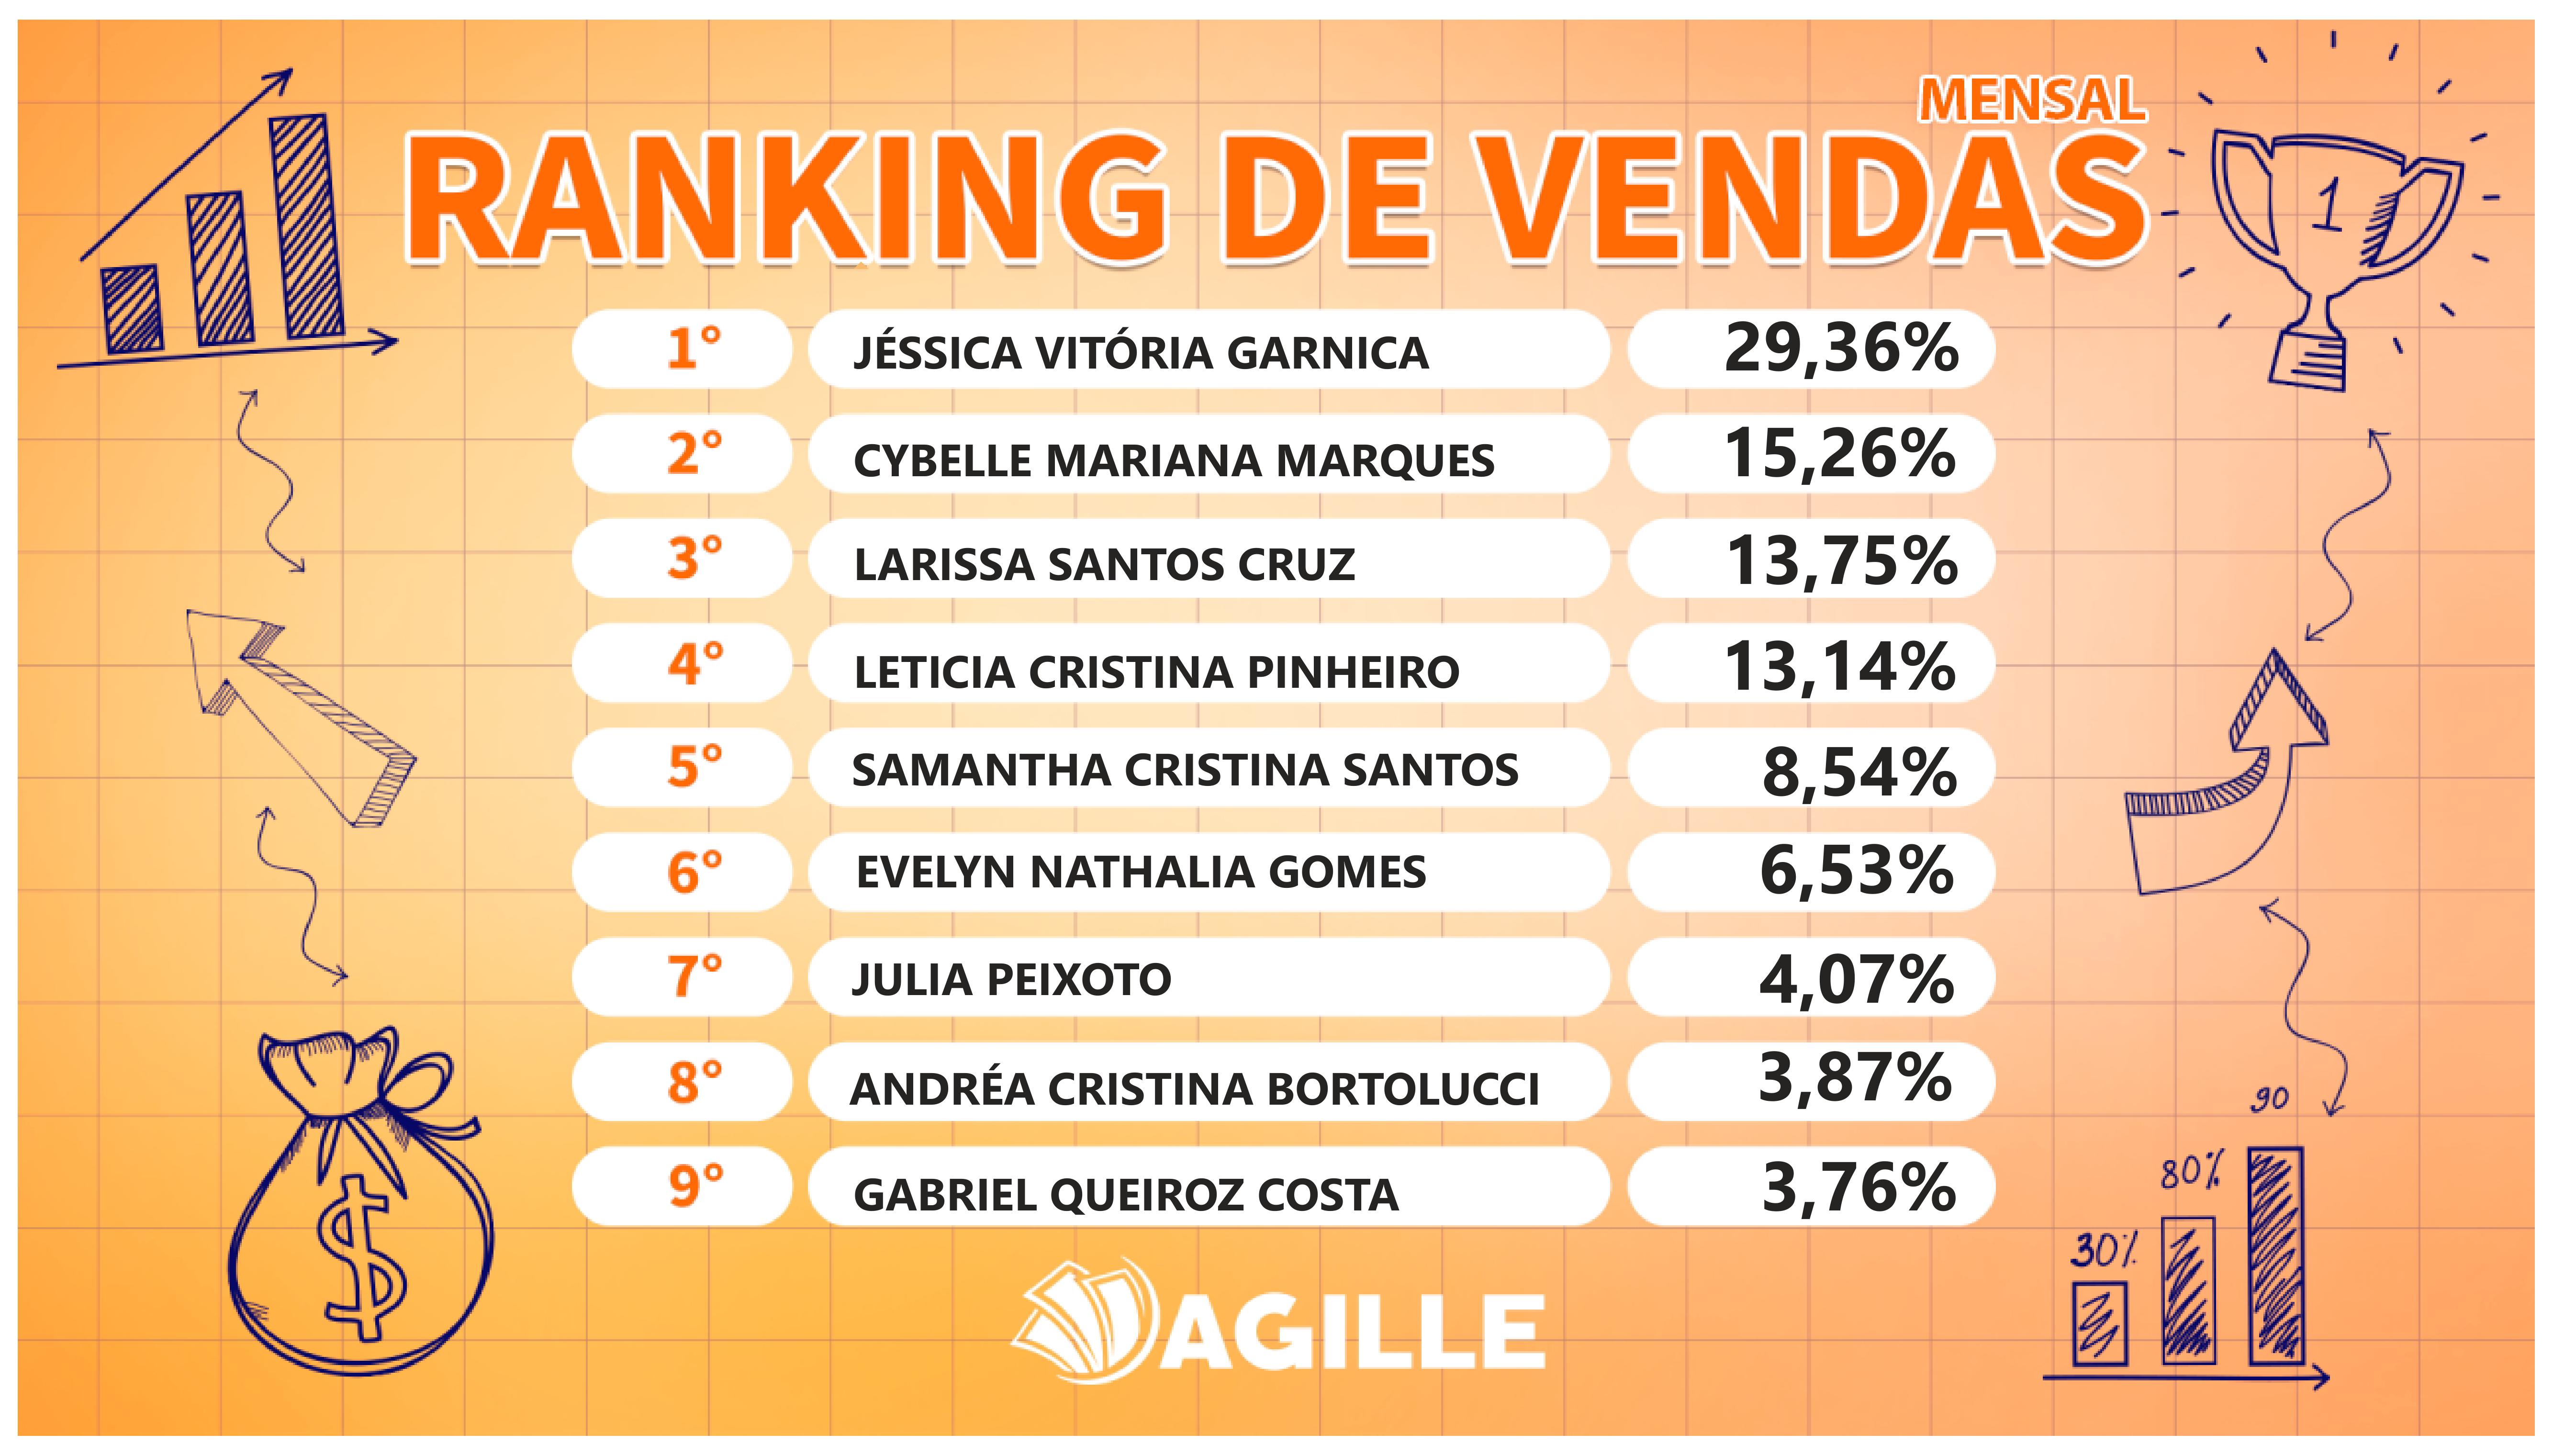 MENSAL
RANKING DE VENDAS
1
1° JÉSSICA VITÓRIA GARNICA 29,36%
2° CYBELLE MARIANA MARQUES 15,26%
3° LARISSA SANTOS CRUZ 13,75%
4° LETICIA CRISTINA PINHEIRO 13,14%
5° SAMANTHA CRISTINA SANTOS 8,54%
6° EVELYN NATHALIA GOMES 6,53%
7° JULIA PEIXOTO 4,07%
8° ANDRÉA CRISTINA BORTOLUCCI 3,87%
9° GABRIEL QUEIROZ COSTA 3,76%
90
80%
30%
$
AGILLE